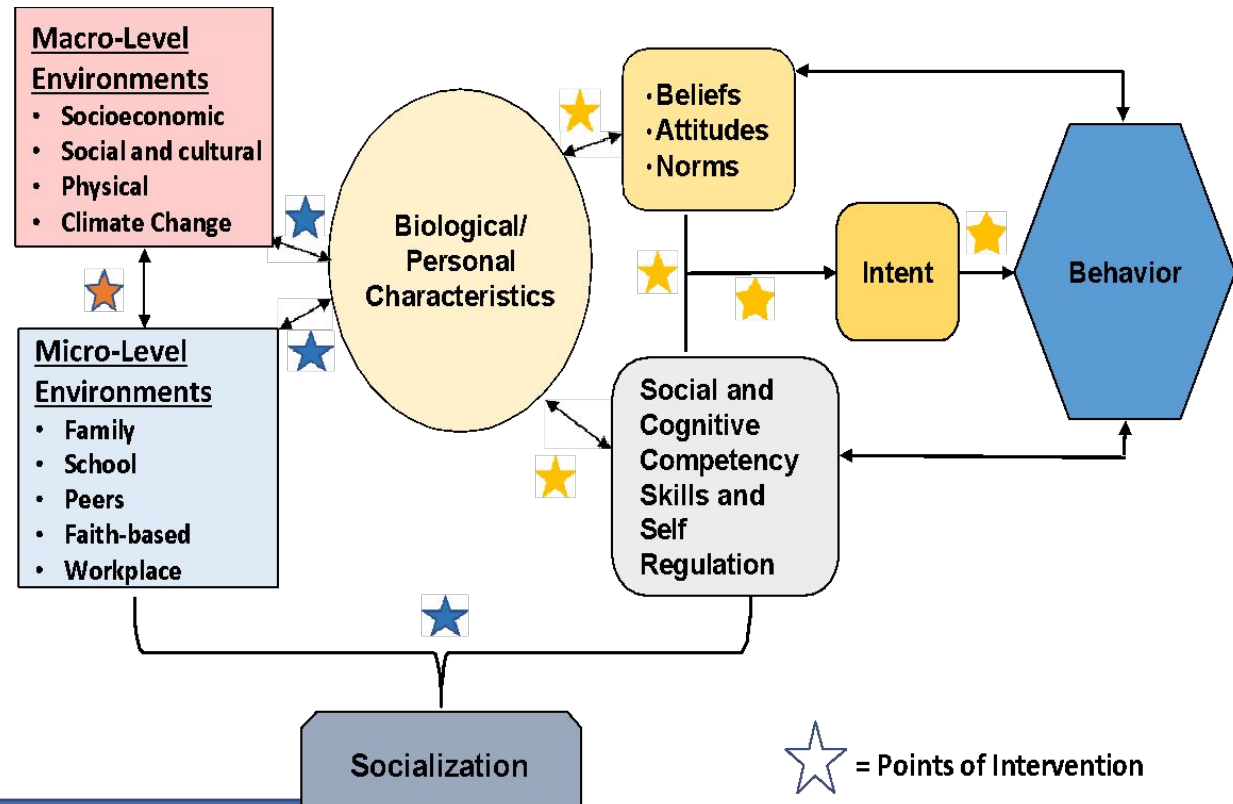 Macro-Level
Environments
• Socioeconomic
• Social and cultural
• Physical
• Climate Change
Micro-Level
Environments
• Family
• School
• Peers
• Faith-based
• Workplace
Biological/
Personal
Characteristics
•Beliefs
•Attitudes
•Norms
Social and
Cognitive
Competency
Skills and
Self
Regulation
Intent
Behavior
Socialization
= Points of Intervention